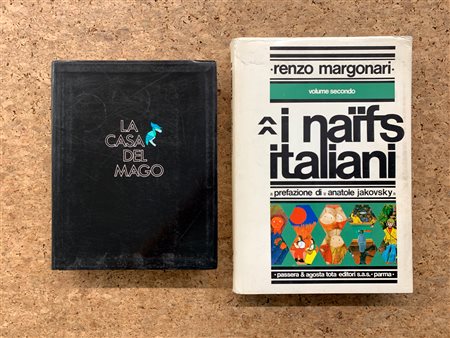 LA
CASA
DEL
MAGO
·renzo margonari·
volume secondo
i naïfs
italiani
prefazione di anatole jakovsky
·passera & agosta tota editori s.a.s. · parma·